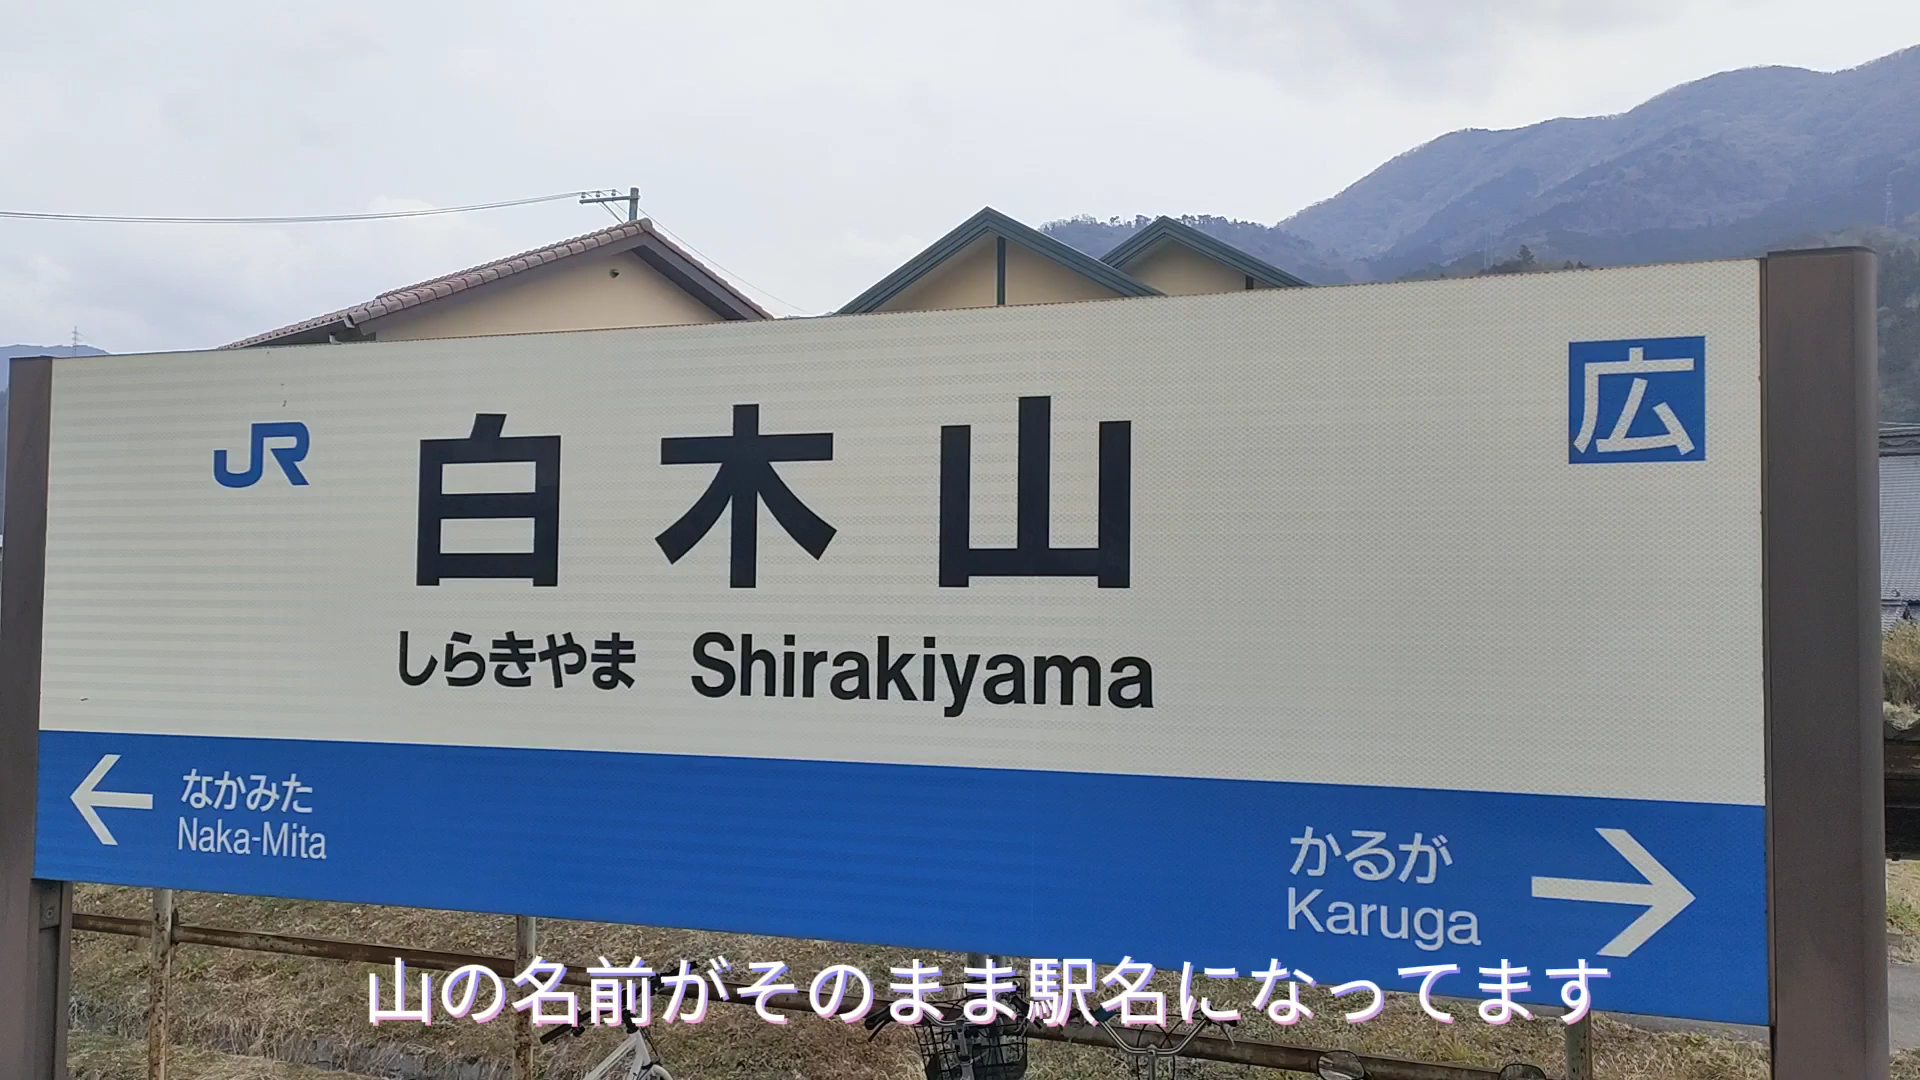 JR
白木山
広
しらきやま Shirakiyama
← なかみた
Naka-Mita
かるが →
Karuga
山の名前がそのまま駅名になってます